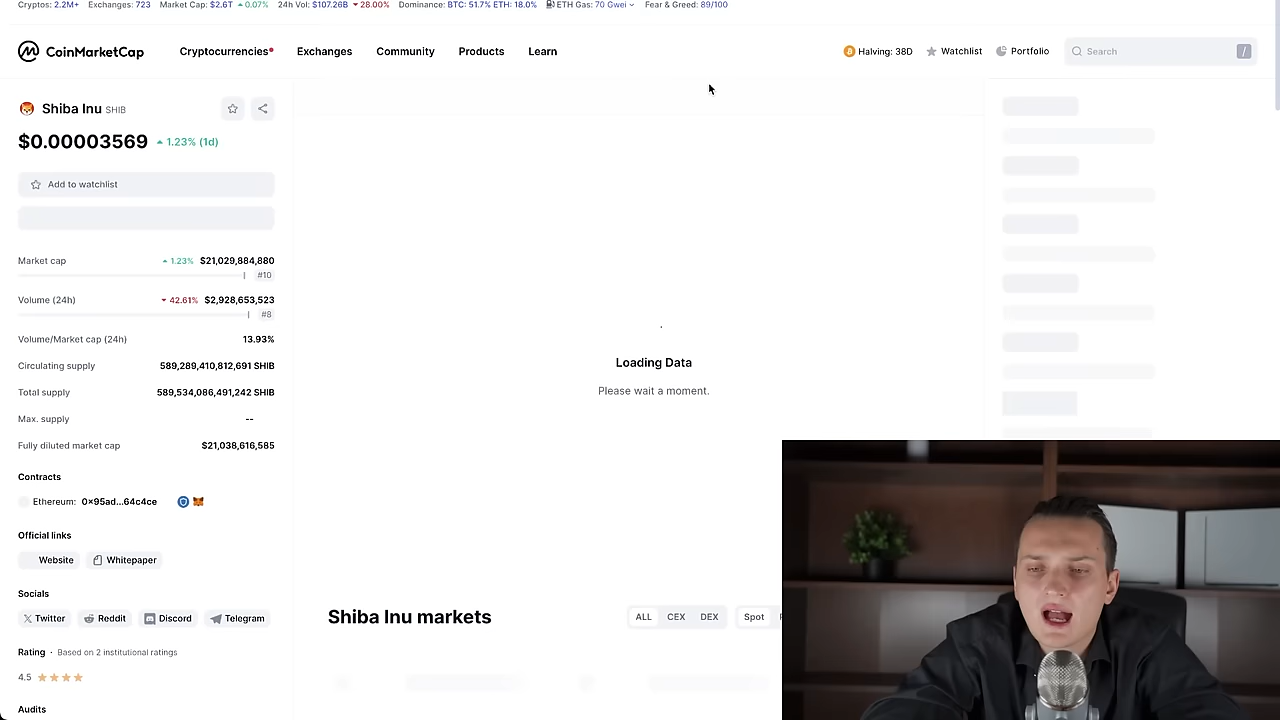 Cryptos: 2.2M+ Exchanges: 723 Market Cap: $2.6T 0.07% 24h Vol: $107.26B 28.00% Dominance: BTC: 51.7% ETH: 18.0% ETH Gas: 70 Gwei Fear & Greed: 89/100
CoinMarketCap Cryptocurrencies Exchanges Community Products Learn Halving: 38D Watchlist Portfolio Search /
Shiba Inu SHIB
$0.00003569 1.23% (1d)
Add to watchlist
Market cap 1.23% $21,029,884,880
#10
Volume (24h) 42.61% $2,928,653,523
#8
Volume/Market cap (24h) 13.93%
Circulating supply 589,289,410,812,691 SHIB
Total supply 589,534,086,491,242 SHIB
Max. supply --
Fully diluted market cap $21,038,616,585
Contracts
Ethereum: 0x95ad...64c4ce
Official links
Website Whitepaper
Socials
Twitter Reddit Discord Telegram
Rating · Based on 2 institutional ratings
4.5
Audits
Loading Data
Please wait a moment.
Shiba Inu markets ALL CEX DEX Spot